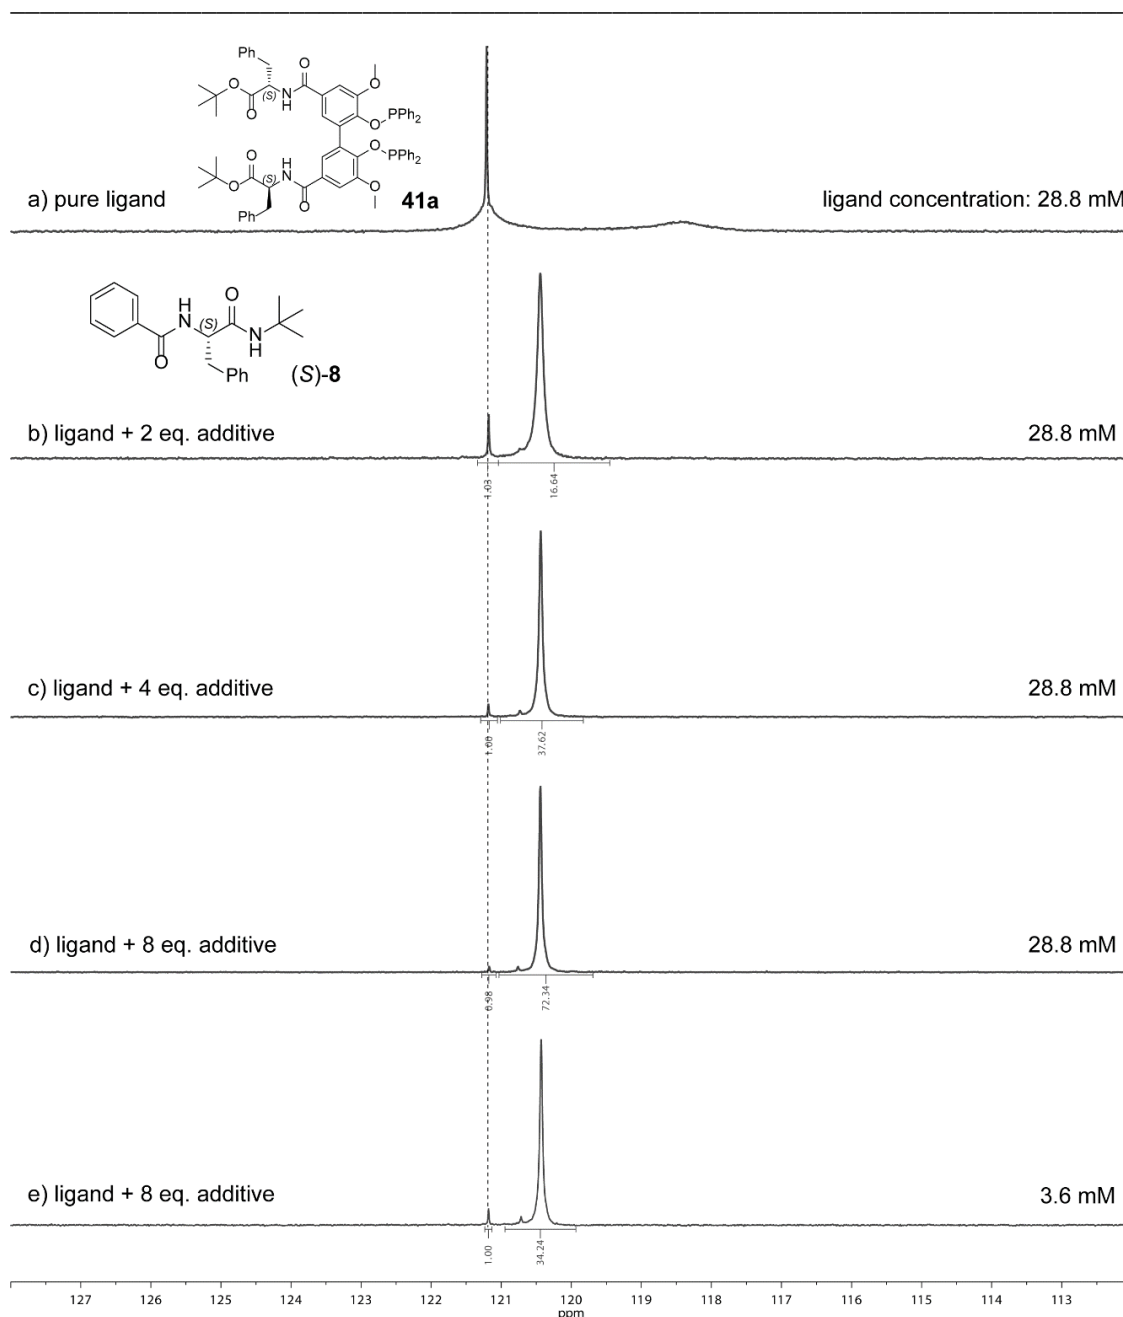 Ph
O
O
O
(S)
N
H
O
PPh2
O
O
PPh2
O
O
(S)
H
N
O
O
O
Ph
a) pure ligand
41a
ligand concentration: 28.8 mM
H
N
O
(S)
O
N
H
Ph
(S)-8
b) ligand + 2 eq. additive
28.8 mM
1.03
16.64
c) ligand + 4 eq. additive
28.8 mM
1.00
37.62
d) ligand + 8 eq. additive
28.8 mM
0.98
72.34
e) ligand + 8 eq. additive
3.6 mM
1.00
34.24
127 126 125 124 123 122 121 120 119 118 117 116 115 114 113
ppm